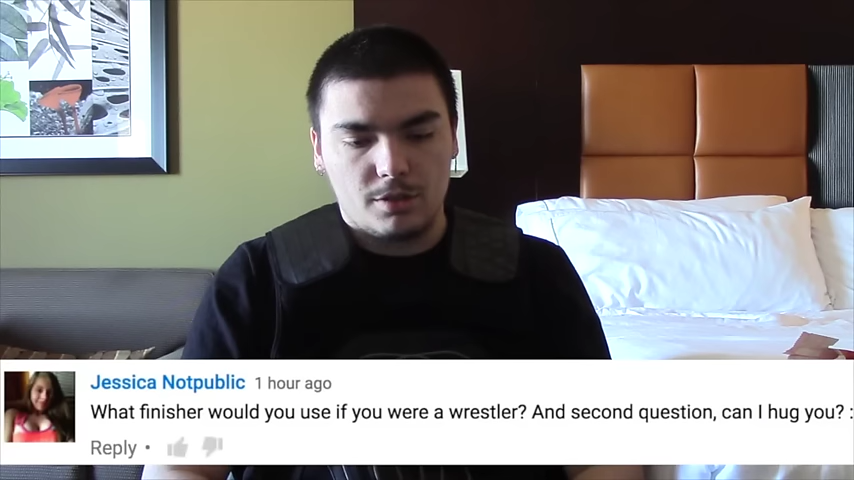 Jessica Notpublic 1 hour ago
What finisher would you use if you were a wrestler? And second question, can I hug you? :
Reply •